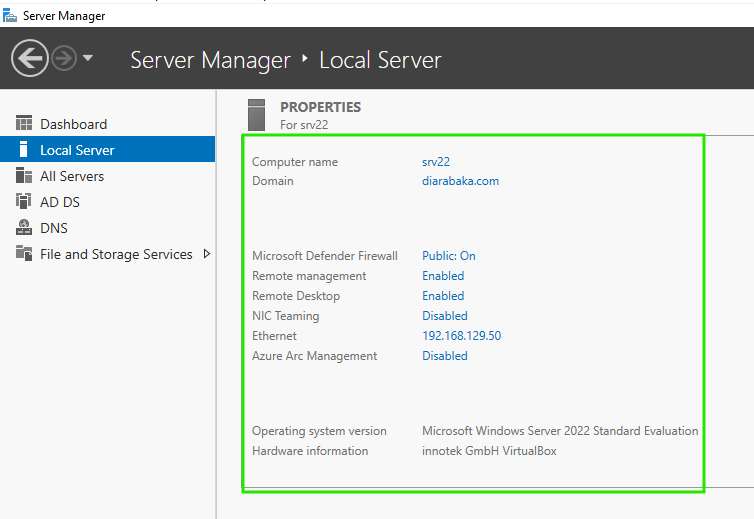 Server Manager
Server Manager ‣ Local Server
Dashboard
Local Server
All Servers
AD DS
DNS
File and Storage Services
PROPERTIES
For srv22
Computer name srv22
Domain diarabaka.com
Microsoft Defender Firewall Public: On
Remote management Enabled
Remote Desktop Enabled
NIC Teaming Disabled
Ethernet 192.168.129.50
Azure Arc Management Disabled
Operating system version Microsoft Windows Server 2022 Standard Evaluation
Hardware information innotek GmbH VirtualBox